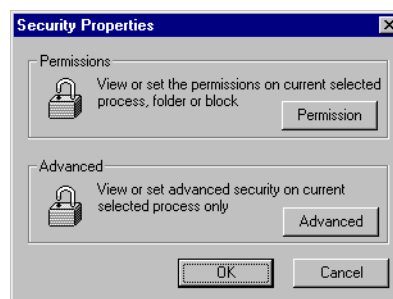 Security Properties
Permissions
View or set the permissions on current selected
process, folder or block
Permission
Advanced
View or set advanced security on current
selected process only
Advanced
OK
Cancel